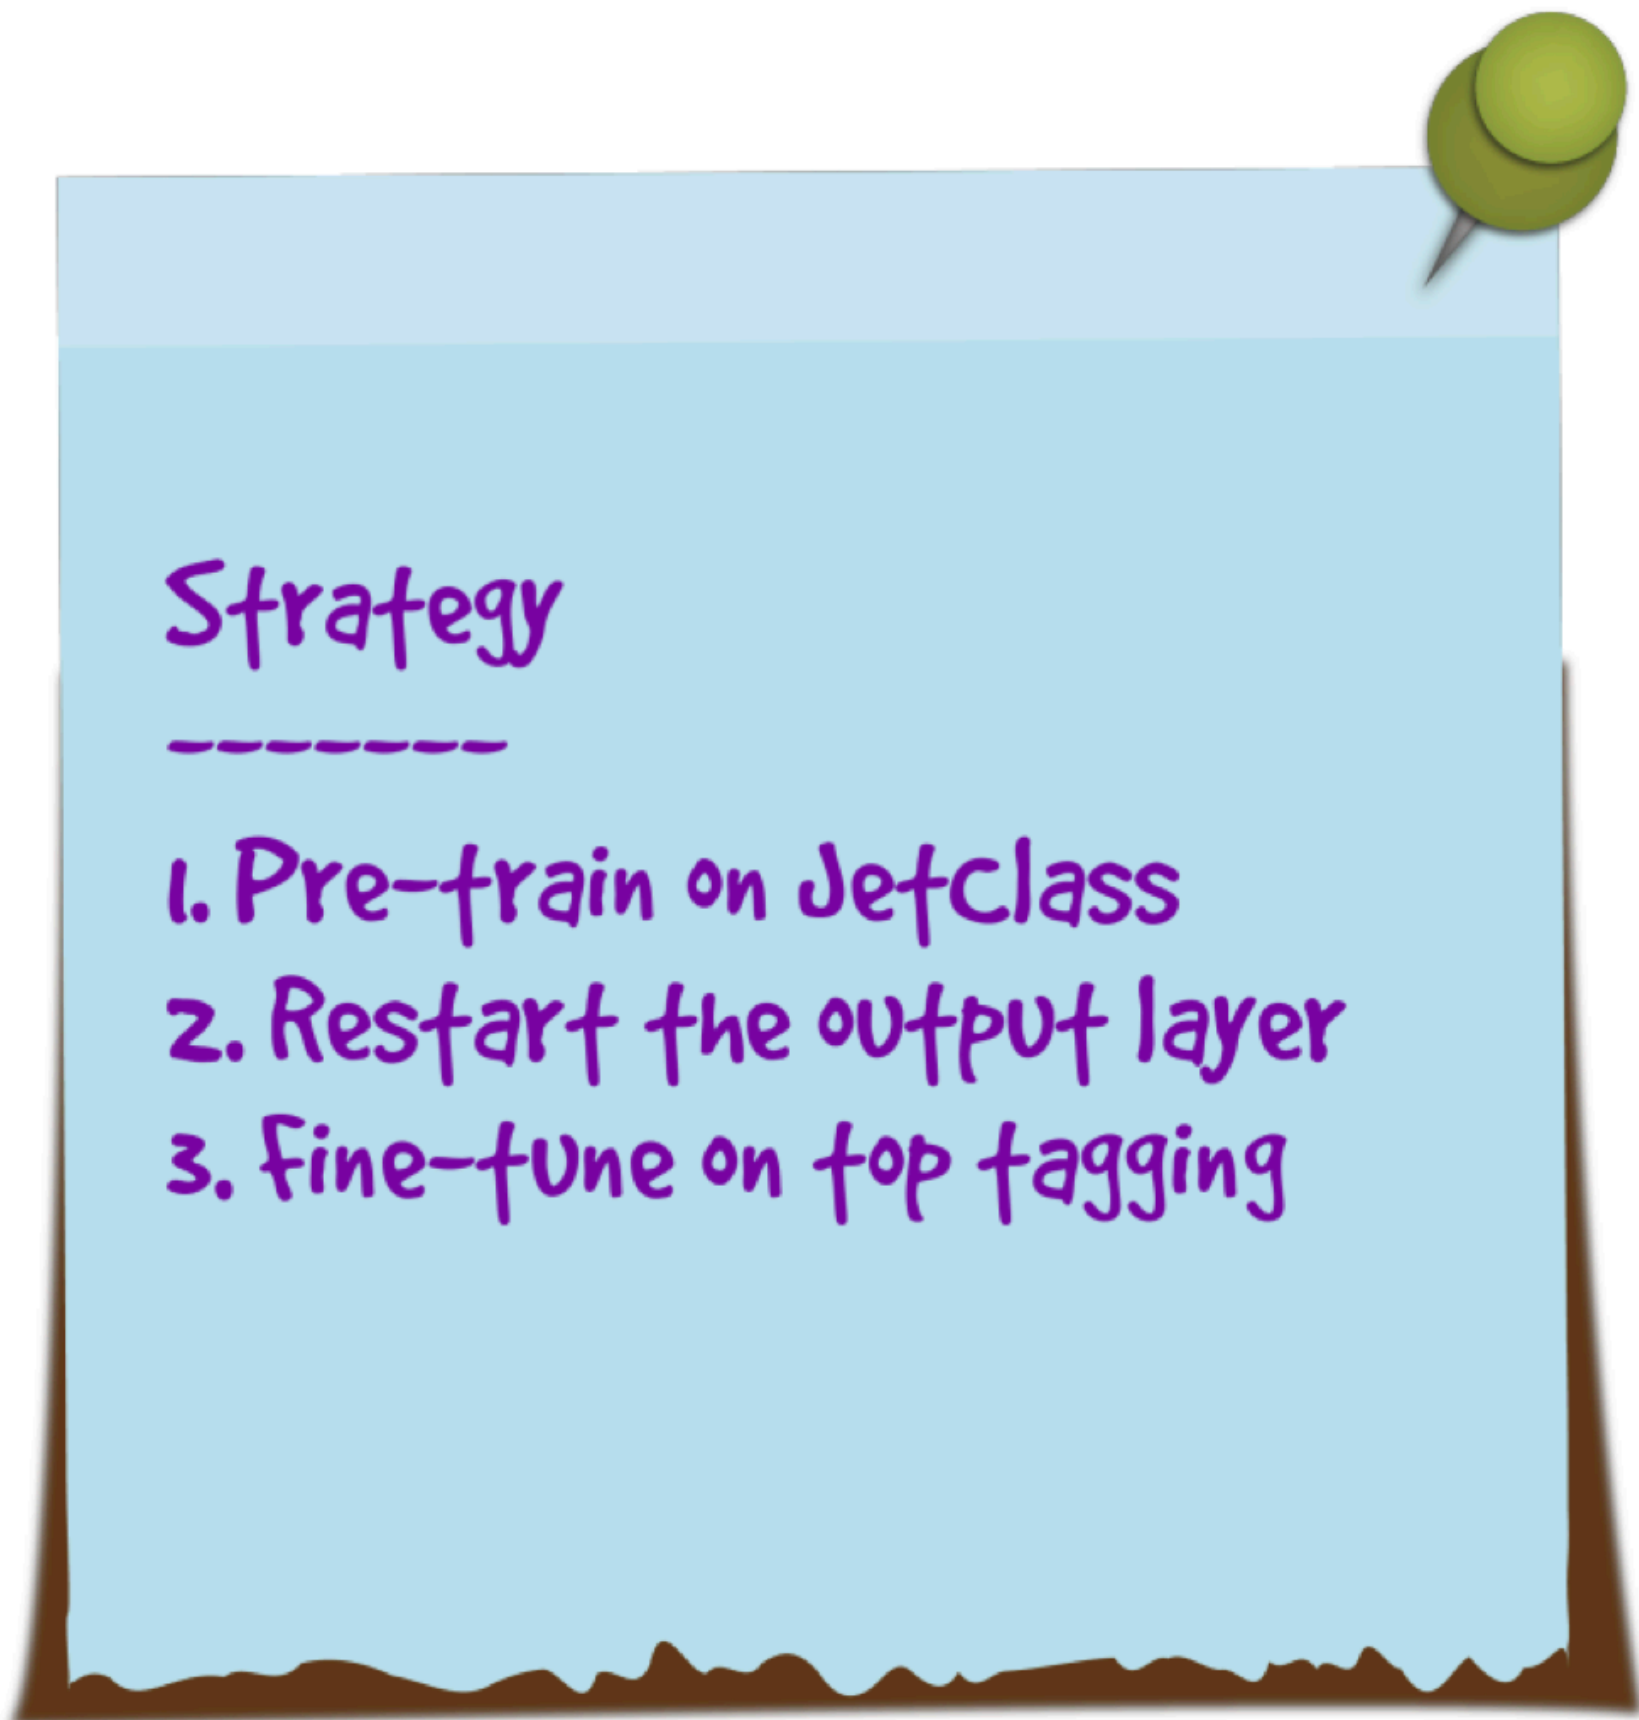 Strategy
-------
1. Pre-train on JetClass
2. Restart the output layer
3. Fine-tune on top tagging